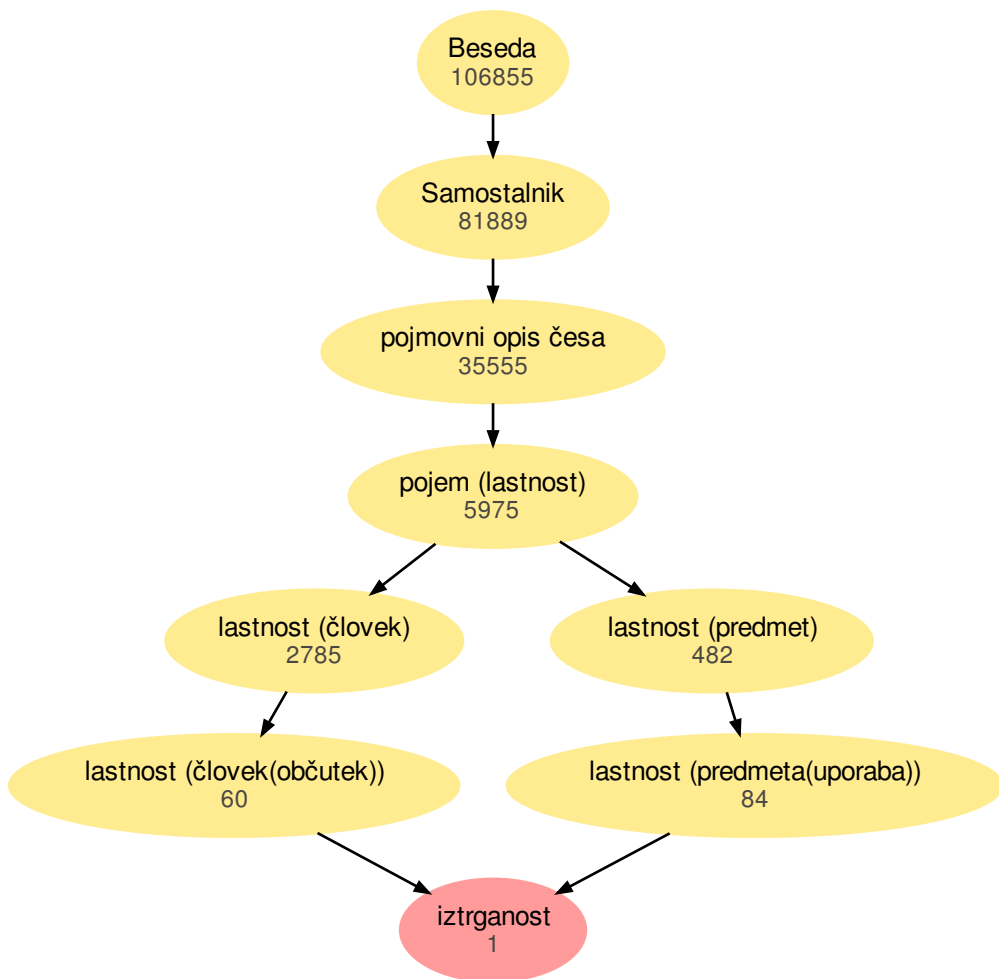 Beseda
106855
Samostalnik
81889
pojmovni opis česa
35555
pojem (lastnost)
5975
lastnost (človek)
2785
lastnost (predmet)
482
lastnost (človek(občutek))
60
lastnost (predmeta(uporaba))
84
iztrganost
1